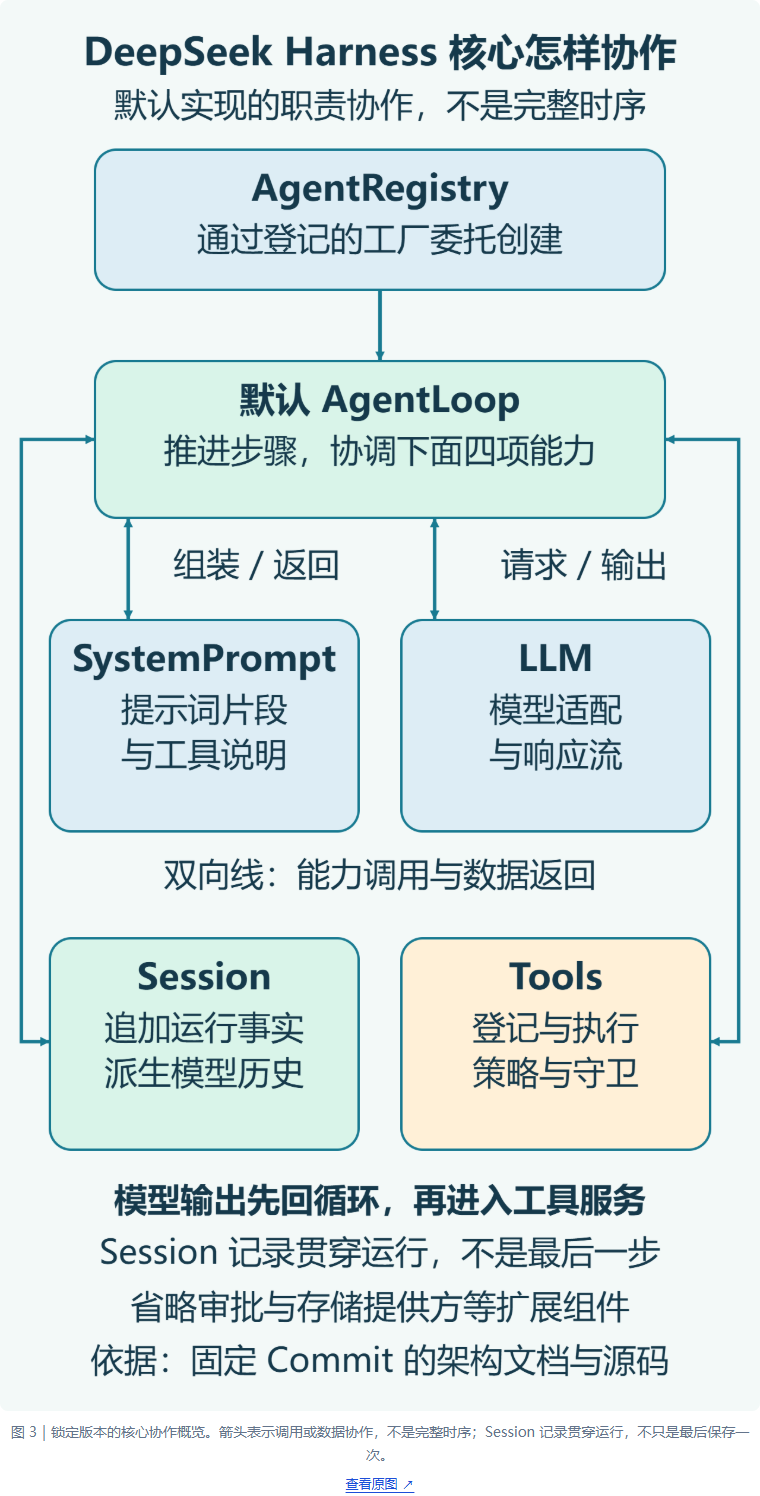 DeepSeek Harness 核心怎样协作
默认实现的职责协作，不是完整时序
AgentRegistry
通过登记的工厂委托创建
默认 AgentLoop
推进步骤，协调下面四项能力
组装 / 返回
请求 / 输出
SystemPrompt
提示词片段
与工具说明
LLM
模型适配
与响应流
双向线：能力调用与数据返回
Session
追加运行事实
派生模型历史
Tools
登记与执行
策略与守卫
模型输出先回循环，再进入工具服务
Session 记录贯穿运行，不是最后一步
省略审批与存储提供方等扩展组件
依据：固定 Commit 的架构文档与源码
图 3｜锁定版本的核心协作概览。箭头表示调用或数据协作，不是完整时序；Session 记录贯穿运行，不只是最后保存一
次。
查看原图 ↗